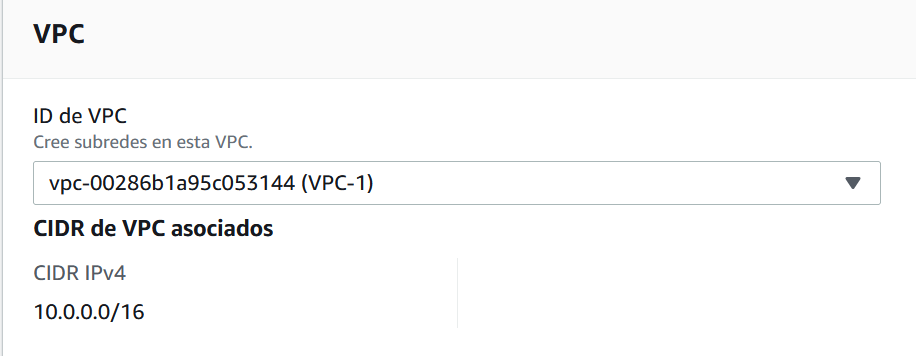 VPC
ID de VPC
Cree subredes en esta VPC.
vpc-00286b1a95c053144 (VPC-1)
CIDR de VPC asociados
CIDR IPv4
10.0.0.0/16